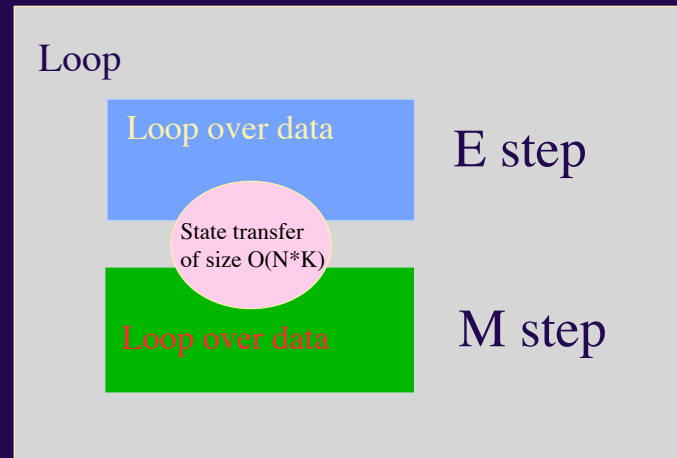 Loop
Loop over data
E step
State transfer
of size O(N*K)
Loop over data
M step